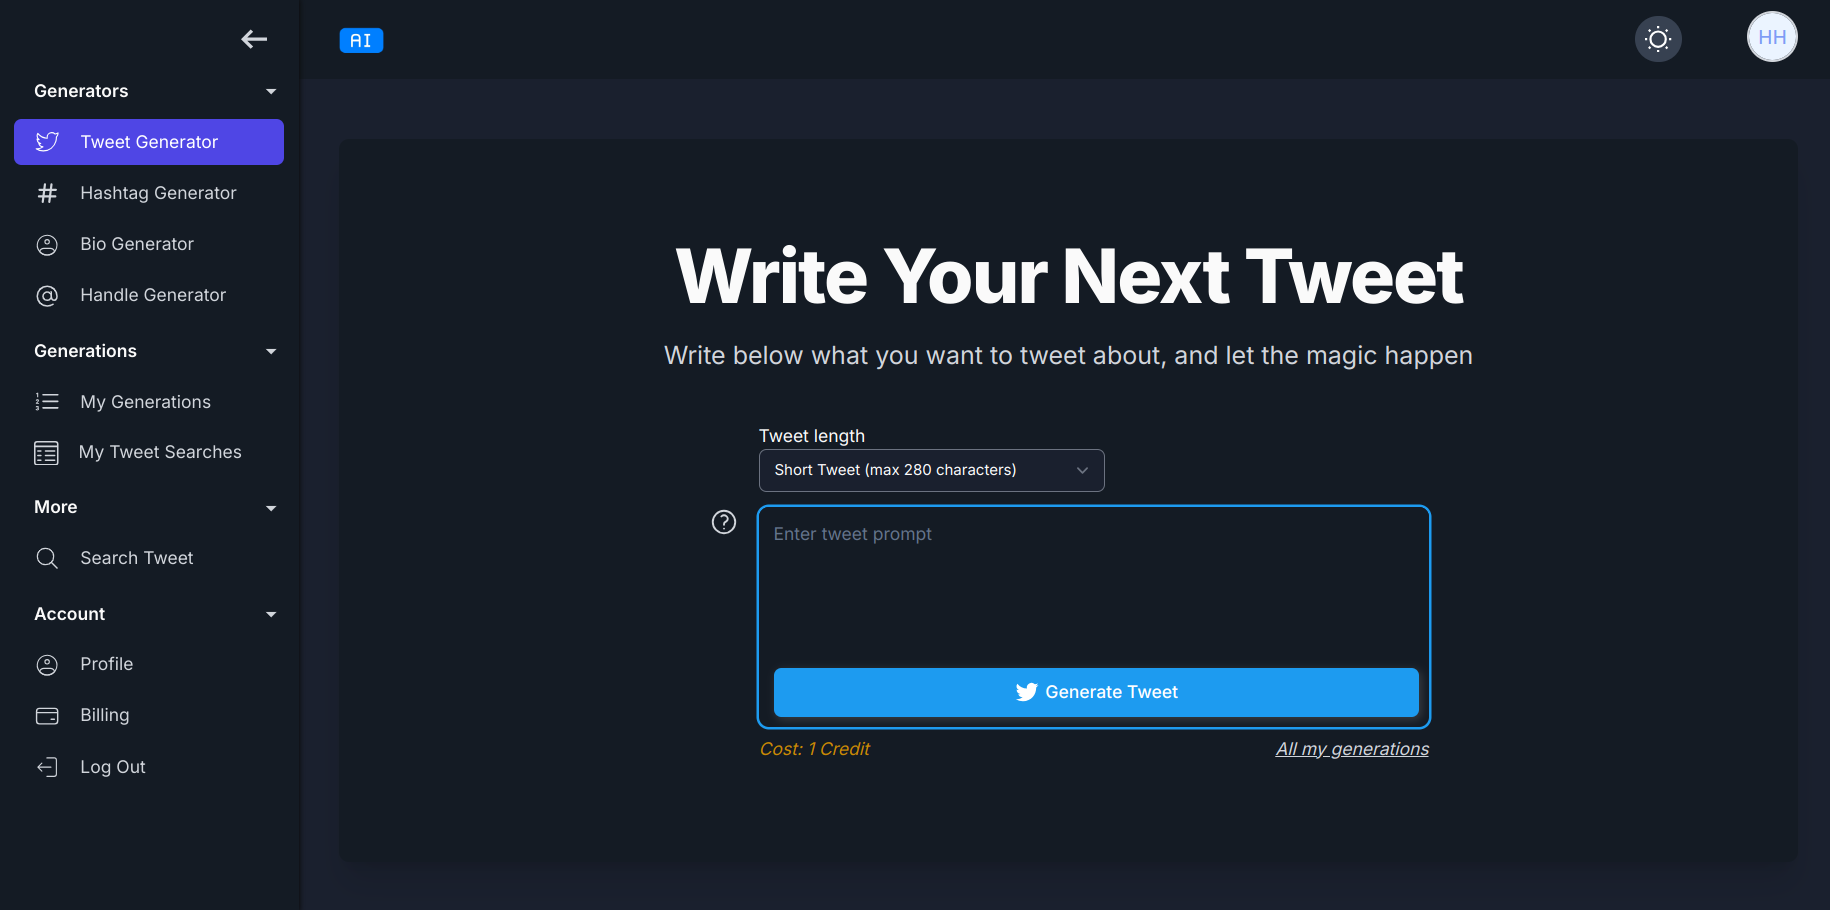 AI
HH
Generators
Tweet Generator
Hashtag Generator
Bio Generator
Handle Generator
Generations
My Generations
My Tweet Searches
More
Search Tweet
Account
Profile
Billing
Log Out
Write Your Next Tweet
Write below what you want to tweet about, and let the magic happen
Tweet length
Short Tweet (max 280 characters)
Enter tweet prompt
Generate Tweet
Cost: 1 Credit
All my generations